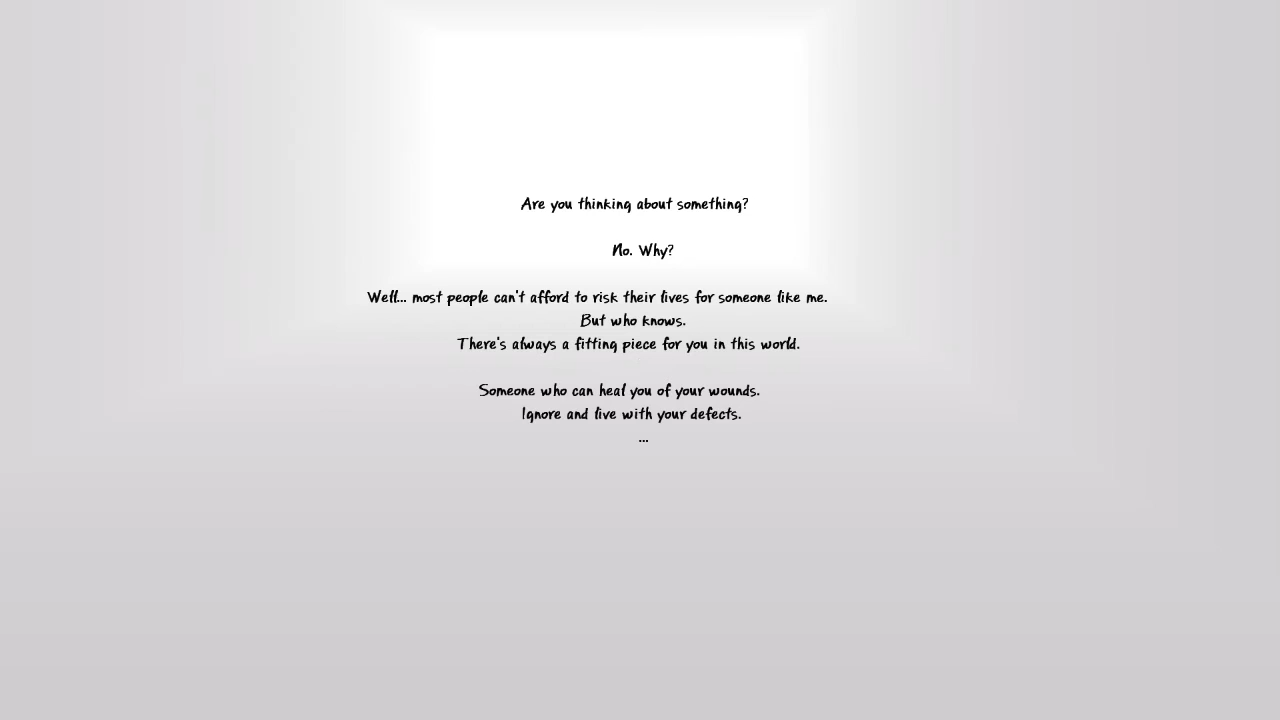 Are you thinking about something?
No. Why?
Well... most people can't afford to risk their lives for someone like me.
But who knows.
There's always a fitting piece for you in this world.
Someone who can heal you of your wounds.
Ignore and live with your defects.
...